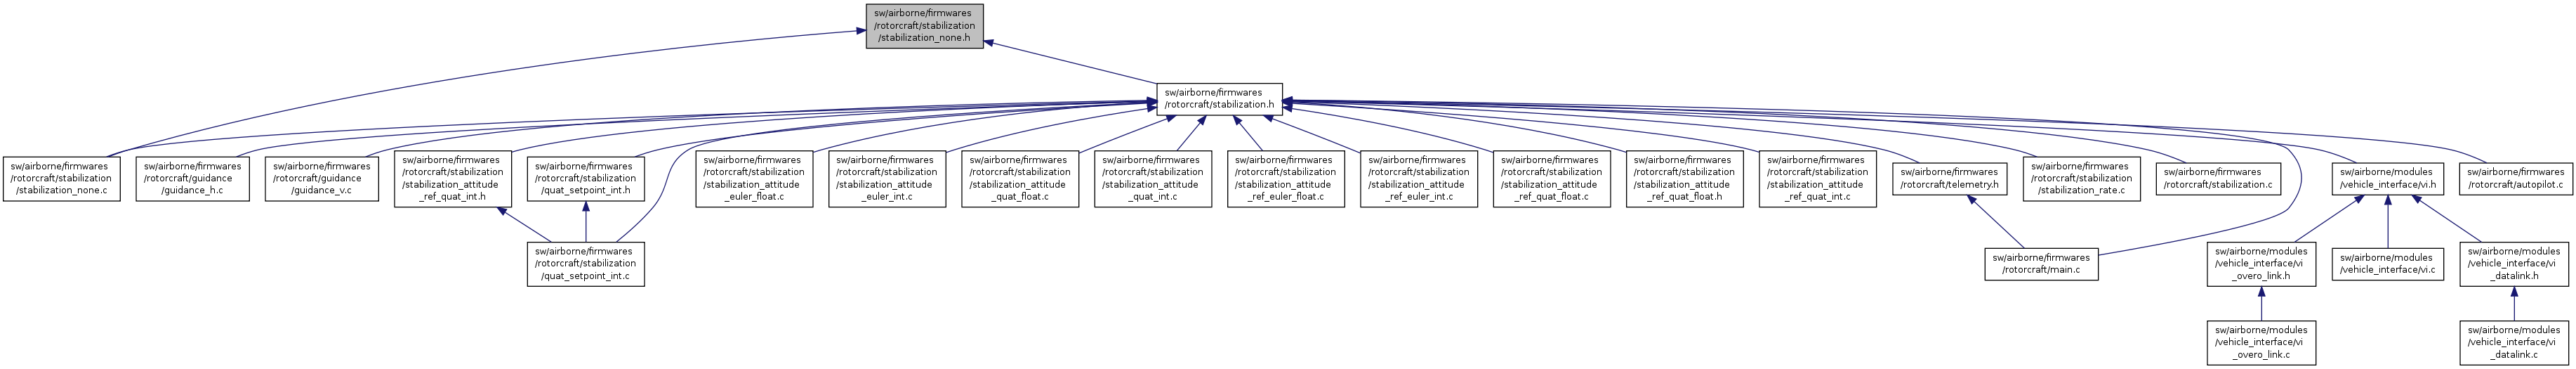 sw/airborne/firmwares
/rotorcraft/stabilization
/stabilization_none.h
sw/airborne/firmwares
/rotorcraft/stabilization.h
sw/airborne/firmwares
/rotorcraft/stabilization
/stabilization_none.c
sw/airborne/firmwares
/rotorcraft/guidance
/guidance_h.c
sw/airborne/firmwares
/rotorcraft/guidance
/guidance_v.c
sw/airborne/firmwares
/rotorcraft/stabilization
/stabilization_attitude
_ref_quat_int.h
sw/airborne/firmwares
/rotorcraft/stabilization
/quat_setpoint_int.h
sw/airborne/firmwares
/rotorcraft/stabilization
/stabilization_attitude
_euler_float.c
sw/airborne/firmwares
/rotorcraft/stabilization
/stabilization_attitude
_euler_int.c
sw/airborne/firmwares
/rotorcraft/stabilization
/stabilization_attitude
_quat_float.c
sw/airborne/firmwares
/rotorcraft/stabilization
/stabilization_attitude
_quat_int.c
sw/airborne/firmwares
/rotorcraft/stabilization
/stabilization_attitude
_ref_euler_float.c
sw/airborne/firmwares
/rotorcraft/stabilization
/stabilization_attitude
_ref_euler_int.c
sw/airborne/firmwares
/rotorcraft/stabilization
/stabilization_attitude
_ref_quat_float.c
sw/airborne/firmwares
/rotorcraft/stabilization
/stabilization_attitude
_ref_quat_float.h
sw/airborne/firmwares
/rotorcraft/stabilization
/stabilization_attitude
_ref_quat_int.c
sw/airborne/firmwares
/rotorcraft/telemetry.h
sw/airborne/firmwares
/rotorcraft/stabilization
/stabilization_rate.c
sw/airborne/firmwares
/rotorcraft/stabilization.c
sw/airborne/modules
/vehicle_interface/vi.h
sw/airborne/firmwares
/rotorcraft/autopilot.c
sw/airborne/firmwares
/rotorcraft/stabilization
/quat_setpoint_int.c
sw/airborne/firmwares
/rotorcraft/main.c
sw/airborne/modules
/vehicle_interface/vi
_overo_link.h
sw/airborne/modules
/vehicle_interface/vi.c
sw/airborne/modules
/vehicle_interface/vi
_datalink.h
sw/airborne/modules
/vehicle_interface/vi
_overo_link.c
sw/airborne/modules
/vehicle_interface/vi
_datalink.c